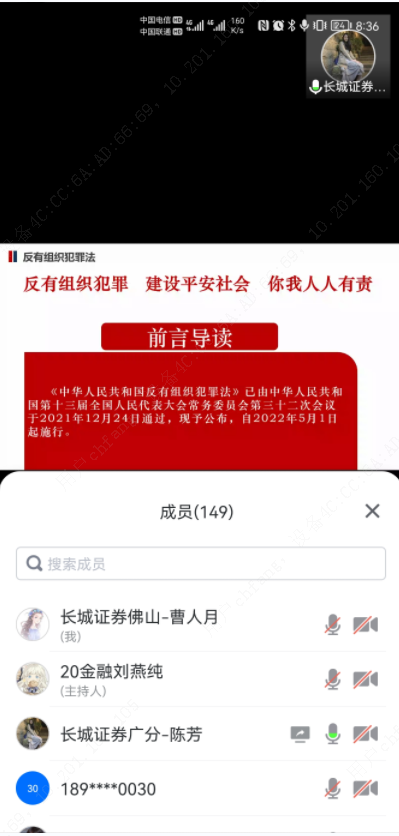 中国电信 HD 4G 4G 160 24 8:36
中国联通 HD K/s
长城证券...
反有组织犯罪法
反有组织犯罪 建设平安社会 你我人人有责
前言导读
《中华人民共和国反有组织犯罪法》已由中华人民共和
国第十三届全国人民代表大会常务委员会第三十二次会议
于2021年12月24日通过，现予公布，自2022年5月1日
起施行。
成员(149)
搜索成员
长城证券佛山-曹人月
(我)
20金融刘燕纯
(主持人)
长城证券广分-陈芳
30
189****0030